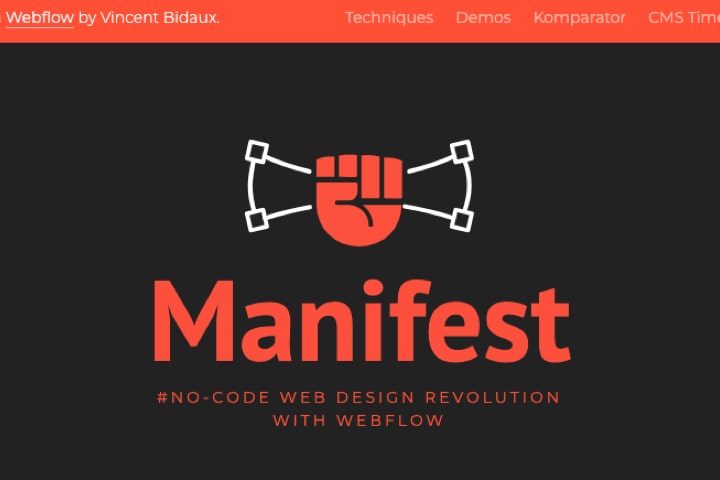 Webflow by Vincent Bidaux.
Techniques Demos Komparator CMS Time
Manifest
#NO-CODE WEB DESIGN REVOLUTION
WITH WEBFLOW